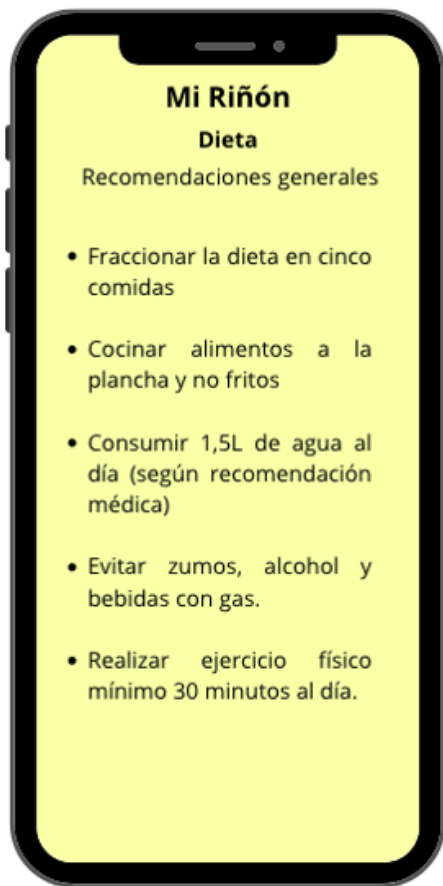 Mi Riñón
Dieta
Recomendaciones generales
• Fraccionar la dieta en cinco
comidas
• Cocinar alimentos a la
plancha y no fritos
• Consumir 1,5L de agua al
día (según recomendación
médica)
• Evitar zumos, alcohol y
bebidas con gas.
• Realizar ejercicio físico
mínimo 30 minutos al día.